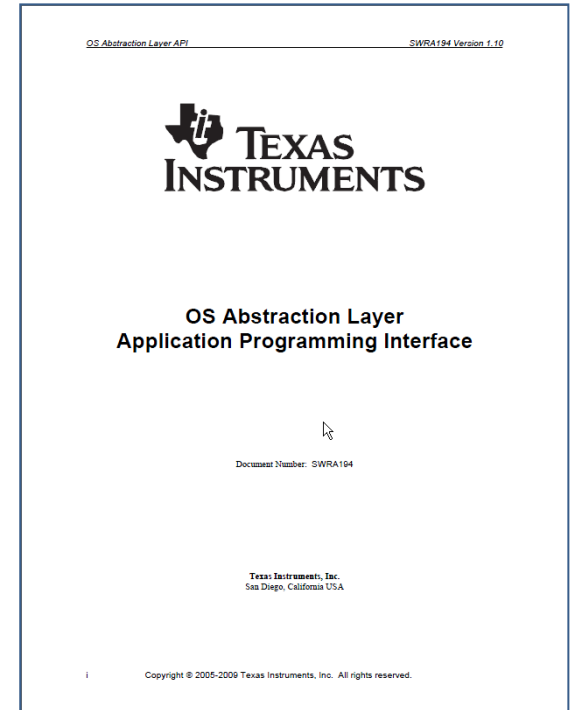 OS Abstraction Layer API SWRA194 Version 1.10
TEXAS
INSTRUMENTS
OS Abstraction Layer
Application Programming Interface
Document Number: SWRA194
Texas Instruments, Inc.
San Diego, California USA
i Copyright © 2005-2009 Texas Instruments, Inc. All rights reserved.